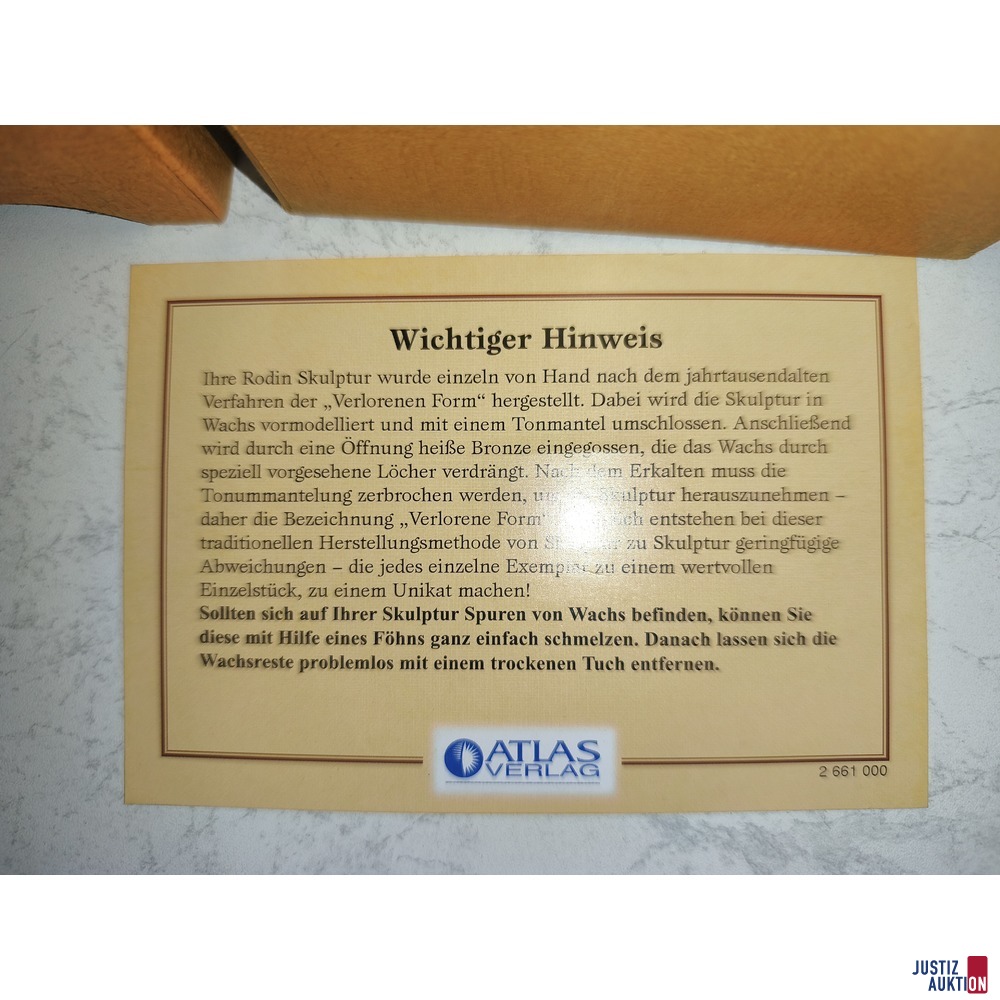 Wichtiger Hinweis
Ihre Rodin Skulptur wurde einzeln von Hand nach dem jahrtausendalten
Verfahren der „Verlorenen Form“ hergestellt. Dabei wird die Skulptur in
Wachs vormodelliert und mit einem Tonmantel umschlossen. Anschließend
wird durch eine Öffnung heiße Bronze eingegossen, die das Wachs durch
speziell vorgesehene Löcher verdrängt. Nach dem Erkalten muss die
Tonummantelung zerbrochen werden, Skulptur herauszunehmen –
daher die Bezeichnung „Verlorene Form“ entstehen bei dieser
traditionellen Herstellungsmethode von Skulptur zu Skulptur geringfügige
Abweichungen – die jedes einzelne Exemplar zu einem wertvollen
Einzelstück, zu einem Unikat machen!
Sollten sich auf Ihrer Skulptur Spuren von Wachs befinden, können Sie
diese mit Hilfe eines Föhns ganz einfach schmelzen. Danach lassen sich die
Wachsreste problemlos mit einem trockenen Tuch entfernen.
ATLAS
VERLAG
2 661 000
JUSTIZ
AUKTION